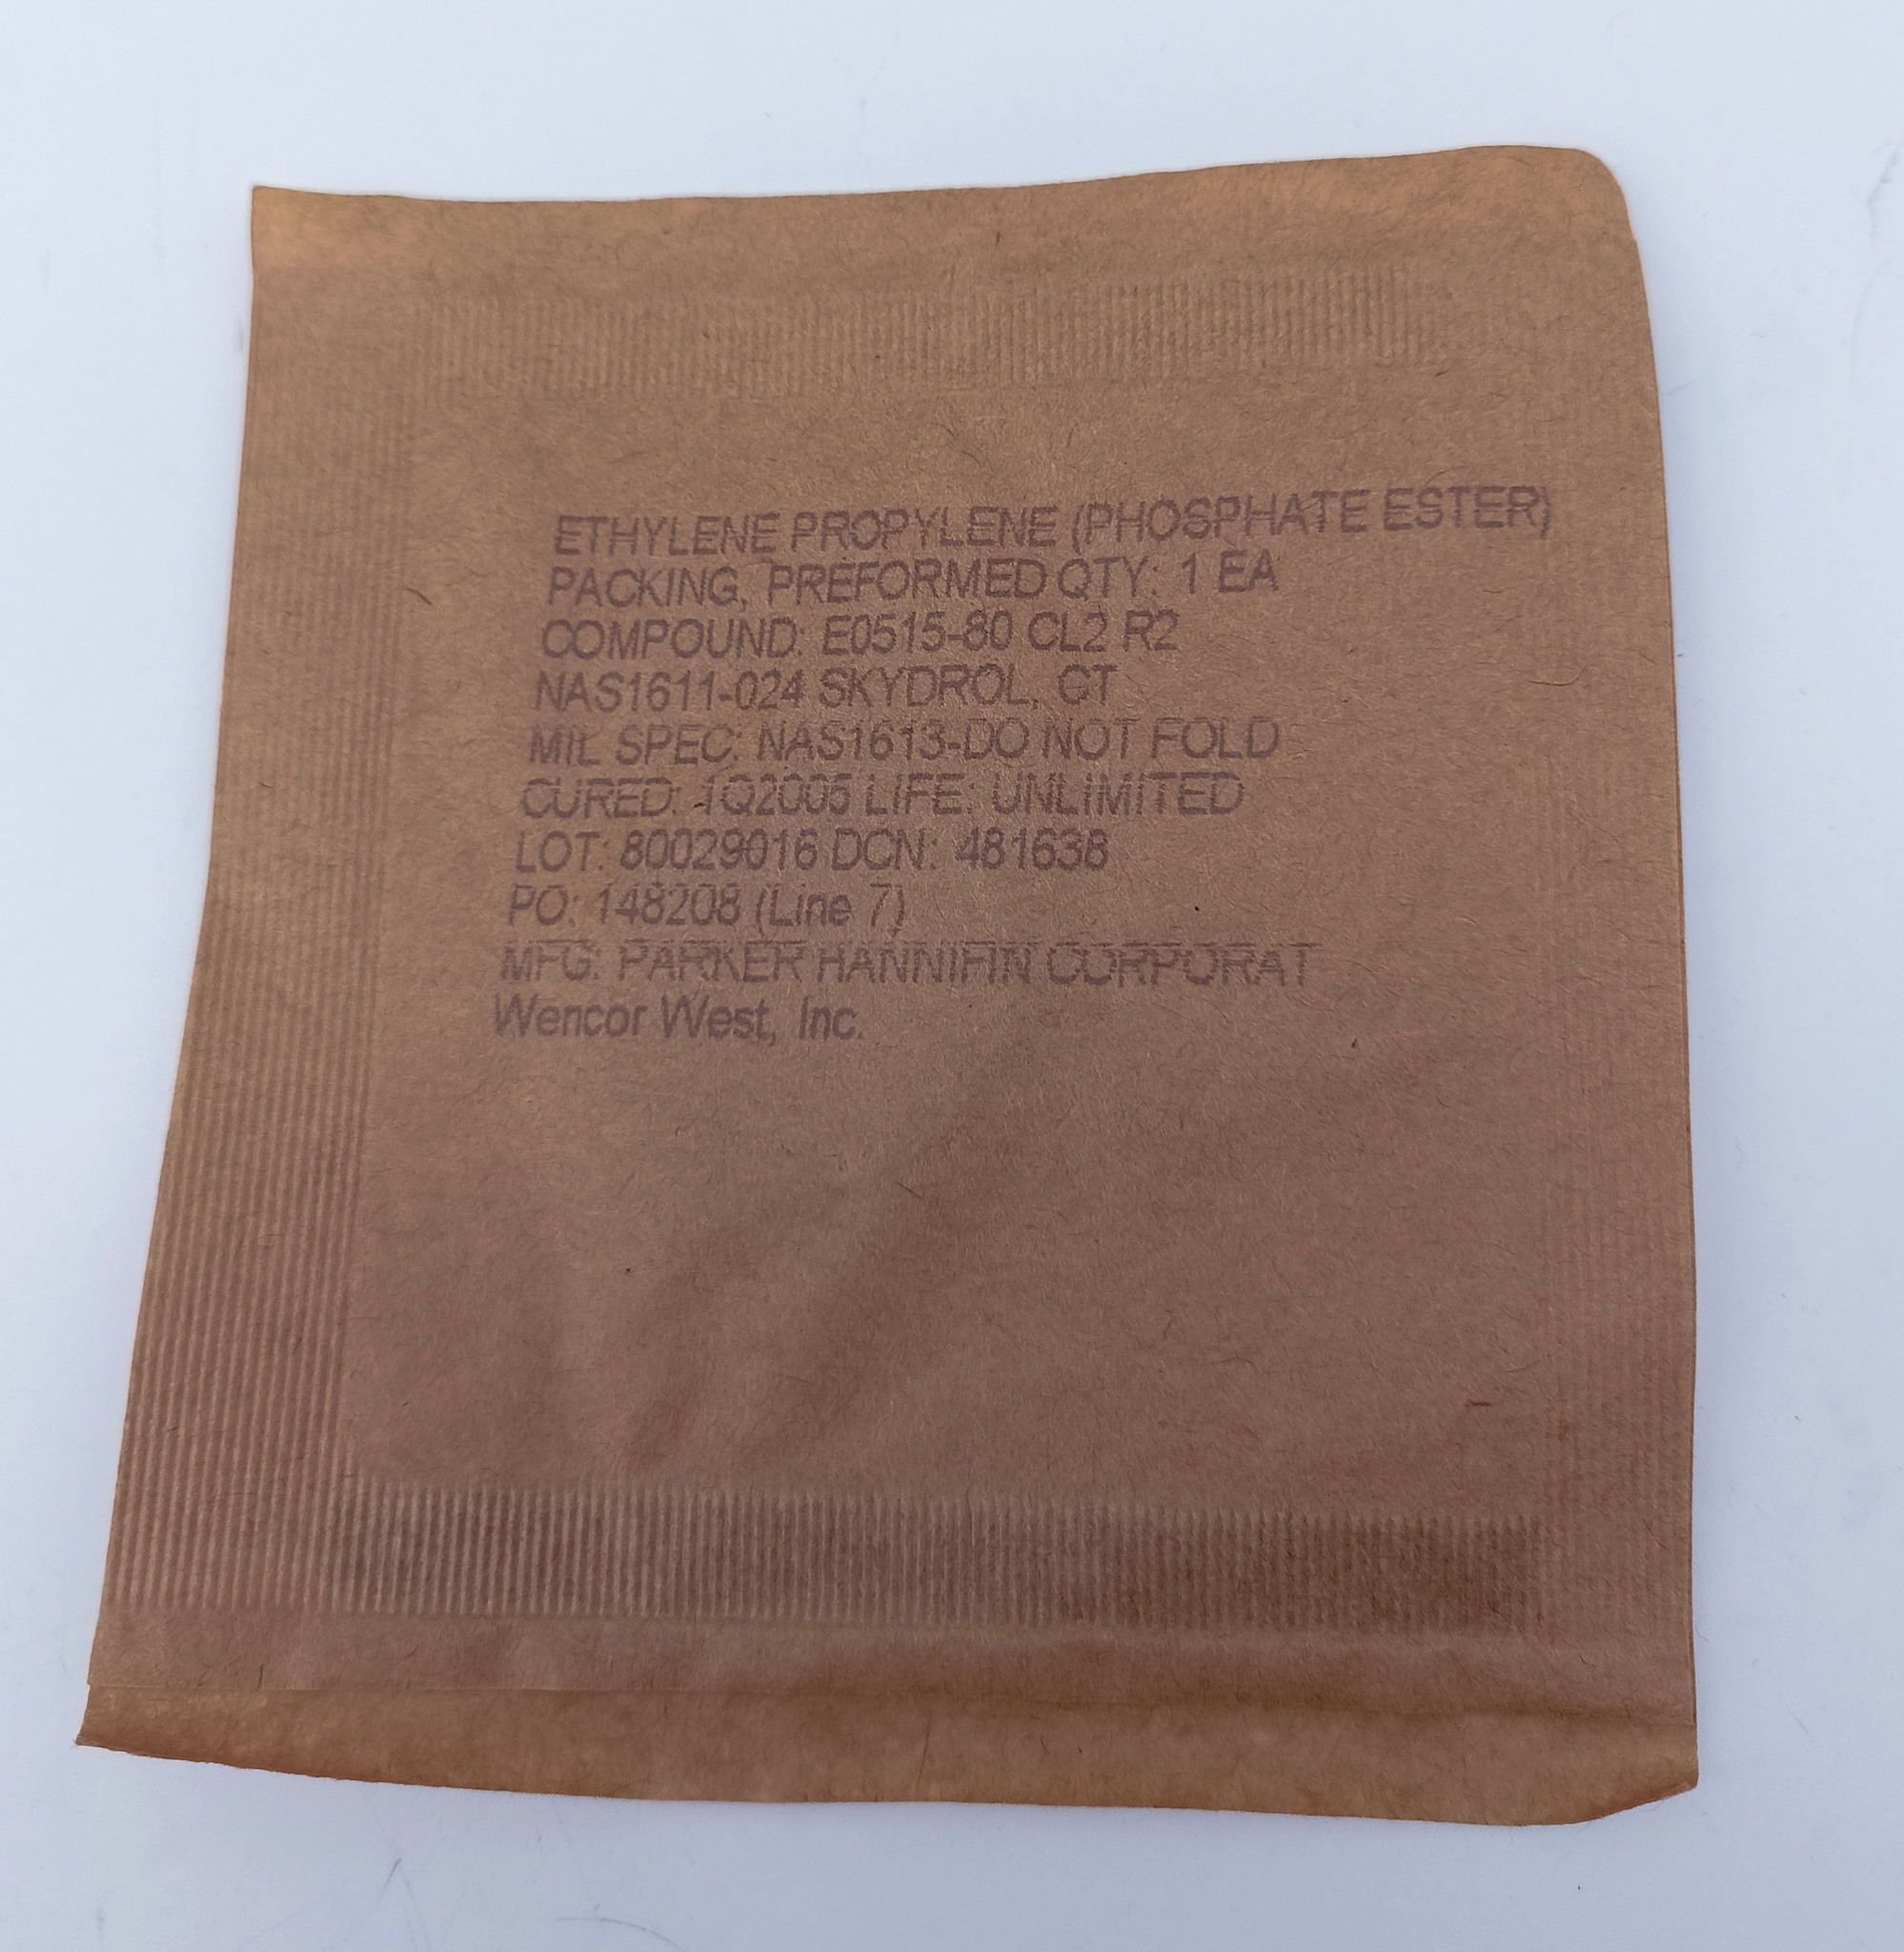 ETHYLENE PROPYLENE (PHOSPHATE ESTER)
PACKING, PREFORMED QTY: 1 EA
COMPOUND: E0515-80 CL2 R2
NAS1611-024 SKYDROL, CT
MIL SPEC: NAS1613-DO NOT FOLD
CURED: 1Q2005 LIFE: UNLIMITED
LOT: 80029016 DCN: 481638
PO: 148208 (Line 7)
MFG: PARKER HANNIFIN CORPORAT
Wencor West, Inc.